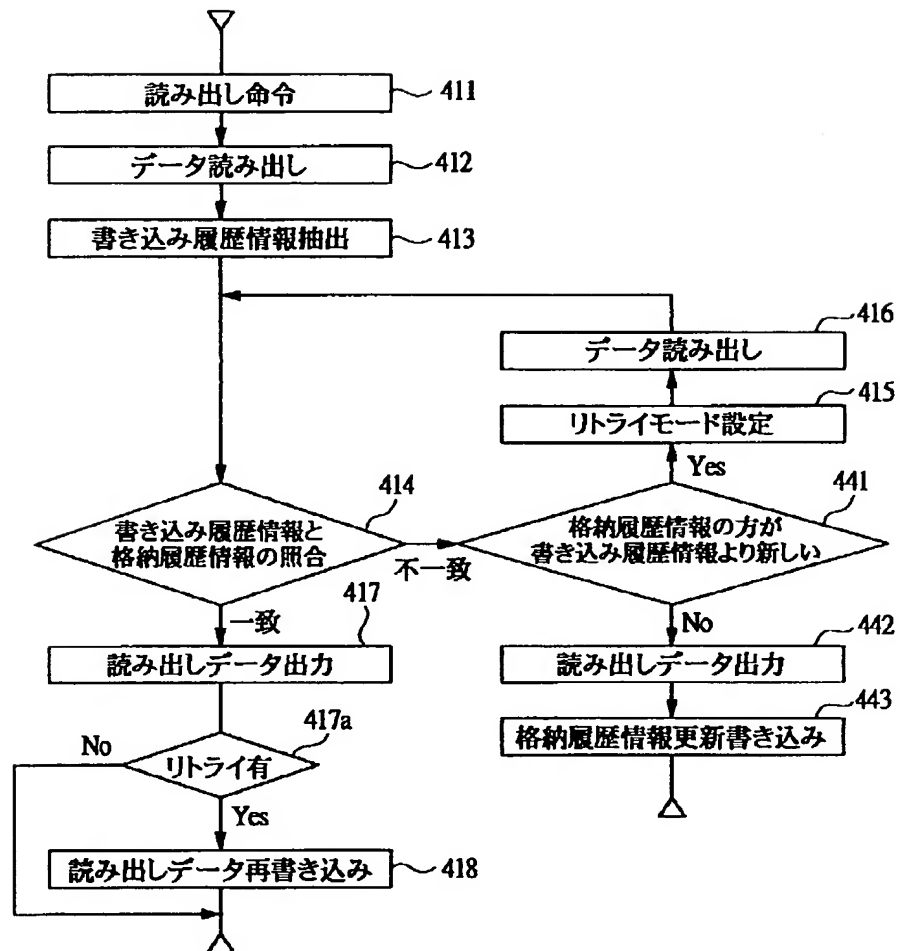 読み出し命令
411
データ読み出し
412
書き込み履歴情報抽出
413
416
データ読み出し
415
リトライモード設定
Yes
414
書き込み履歴情報と
格納履歴情報の照合
不一致
441
格納履歴情報の方が
書き込み履歴情報より新しい
一致
417
読み出しデータ出力
No
442
読み出しデータ出力
443
格納履歴情報更新書き込み
417a
No
リトライ有
Yes
読み出しデータ再書き込み
418